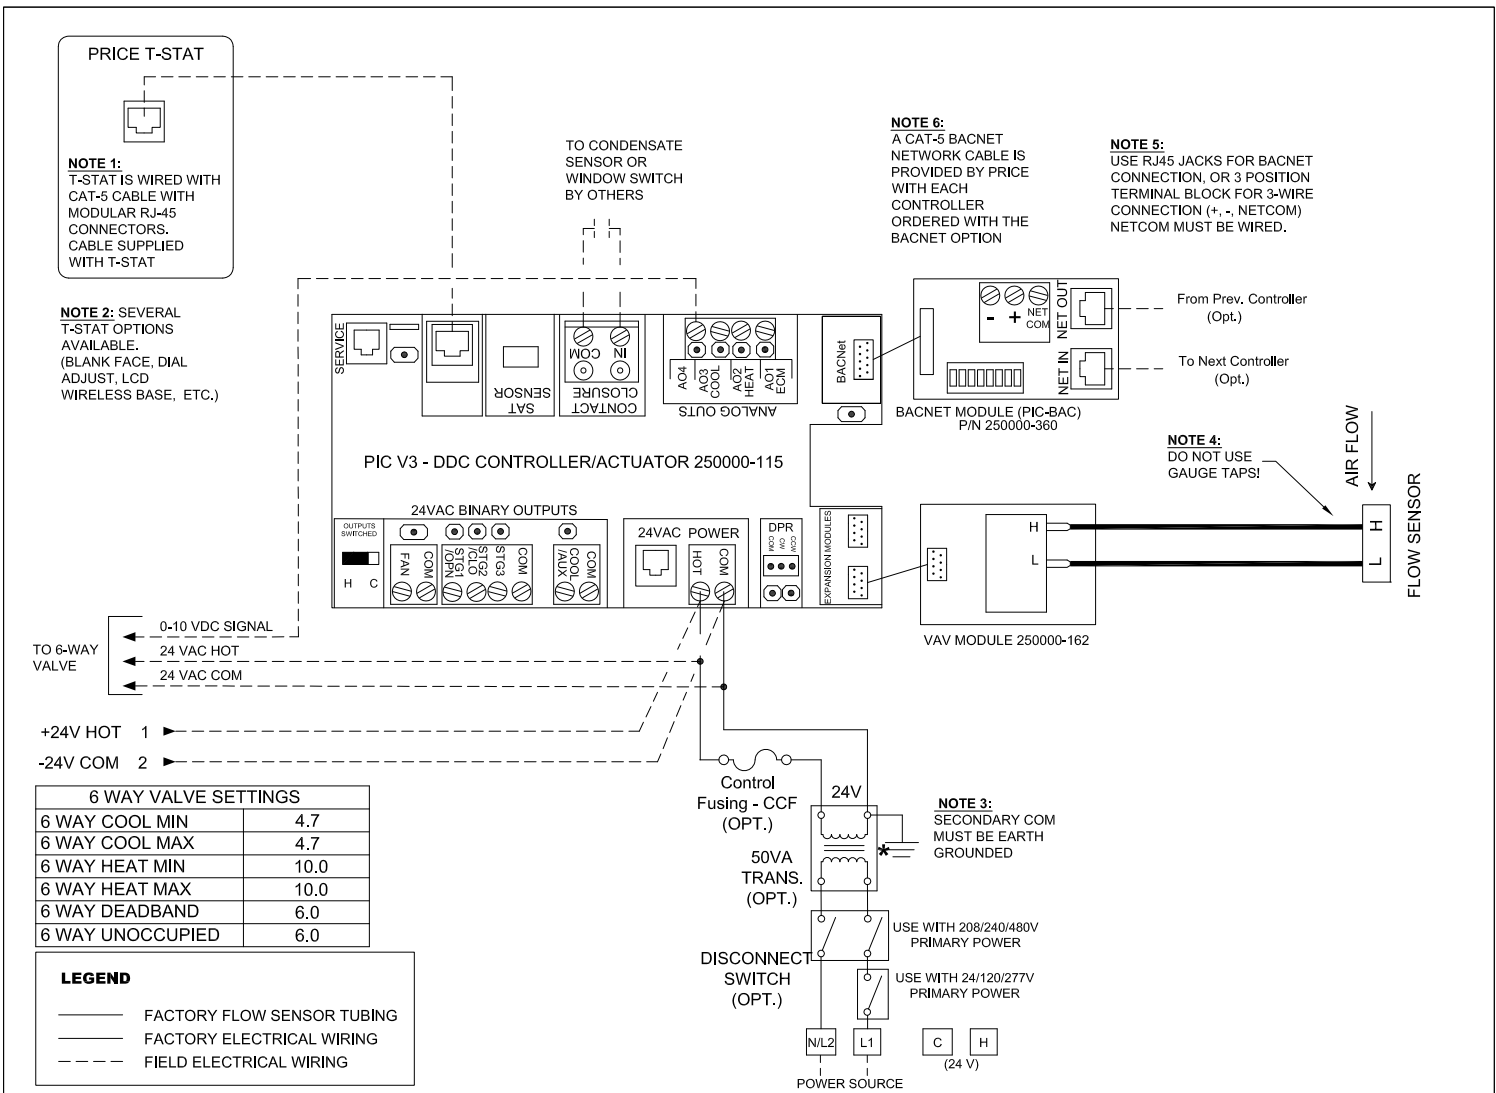 PRICE T-STAT
NOTE 1:
T-STAT IS WIRED WITH
CAT-5 CABLE WITH
MODULAR RJ-45
CONNECTORS.
CABLE SUPPLIED
WITH T-STAT
NOTE 2: SEVERAL
T-STAT OPTIONS
AVAILABLE.
(BLANK FACE, DIAL
ADJUST, LCD
WIRELESS BASE, ETC.)
TO CONDENSATE
SENSOR OR
WINDOW SWITCH
BY OTHERS
NOTE 6:
A CAT-5 BACNET
NETWORK CABLE IS
PROVIDED BY PRICE
WITH EACH
CONTROLLER
ORDERED WITH THE
BACNET OPTION
NOTE 5:
USE RJ45 JACKS FOR BACNET
CONNECTION, OR 3 POSITION
TERMINAL BLOCK FOR 3-WIRE
CONNECTION (+, -, NETCOM)
NETCOM MUST BE WIRED.
SERVICE
SAT
SENSOR
COM
IN
CONTACT
CLOSURE
AO4
AO3
COOL
AO2
HEAT
AO1
ECM
ANALOG OUTS
BACNet
- + NET
COM
NET OUT
NET IN
From Prev. Controller
(Opt.)
To Next Controller
(Opt.)
BACNET MODULE (PIC-BAC)
P/N 250000-360
PIC V3 - DDC CONTROLLER/ACTUATOR 250000-115
NOTE 4:
DO NOT USE
GAUGE TAPS!
AIR FLOW
FLOW SENSOR
H
L
H
L
VAV MODULE 250000-162
24VAC BINARY OUTPUTS
OUTPUTS
SWITCHED
H C
FAN
COM
STG1
/OPN
STG2
/CLO
STG3
COM
COOL
/AUX
COM
24VAC POWER
HOT
COM
DPR
COM
CW
CCW
EXPANSION MODULES
TO 6-WAY
VALVE
0-10 VDC SIGNAL
24 VAC HOT
24 VAC COM
+24V HOT 1
-24V COM 2
6 WAY VALVE SETTINGS
6 WAY COOL MIN 4.7
6 WAY COOL MAX 4.7
6 WAY HEAT MIN 10.0
6 WAY HEAT MAX 10.0
6 WAY DEADBAND 6.0
6 WAY UNOCCUPIED 6.0
LEGEND
FACTORY FLOW SENSOR TUBING
FACTORY ELECTRICAL WIRING
FIELD ELECTRICAL WIRING
Control
Fusing - CCF
(OPT.)
24V
NOTE 3:
SECONDARY COM
MUST BE EARTH
GROUNDED
*
50VA
TRANS.
(OPT.)
DISCONNECT
SWITCH
(OPT.)
USE WITH 208/240/480V
PRIMARY POWER
USE WITH 24/120/277V
PRIMARY POWER
N/L2
L1
C
H
(24 V)
POWER SOURCE